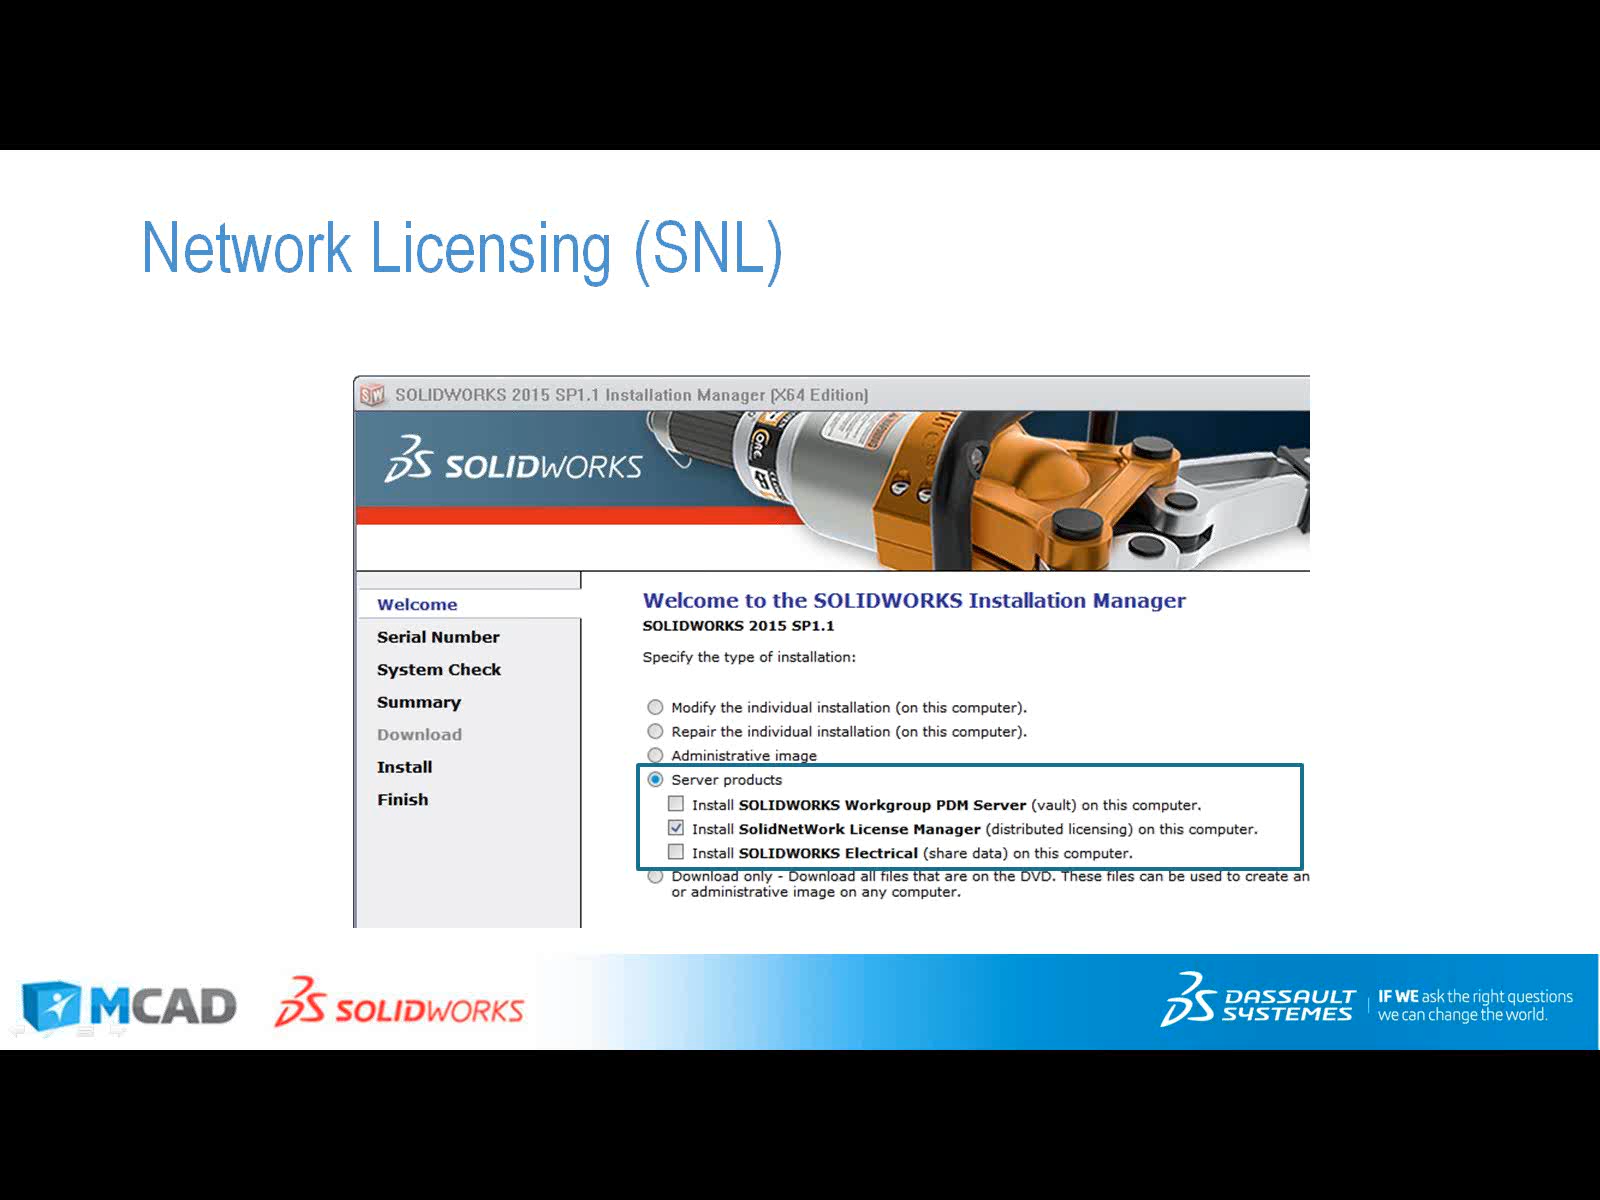 Network Licensing (SNL)
SW SOLIDWORKS 2015 SP1.1 Installation Manager (X64 Edition)
SOLIDWORKS
Welcome
Serial Number
System Check
Summary
Download
Install
Finish
Welcome to the SOLIDWORKS Installation Manager
SOLIDWORKS 2015 SP1.1
Specify the type of installation:
Modify the individual installation (on this computer).
Repair the individual installation (on this computer).
Administrative image
Server products
Install SOLIDWORKS Workgroup PDM Server (vault) on this computer.
Install SolidNetWork License Manager (distributed licensing) on this computer.
Install SOLIDWORKS Electrical (share data) on this computer.
Download only - Download all files that are on the DVD. These files can be used to create an
or administrative image on any computer.
MCAD
SOLIDWORKS
DASSAULT
SYSTEMES
IF WE ask the right questions
we can change the world.